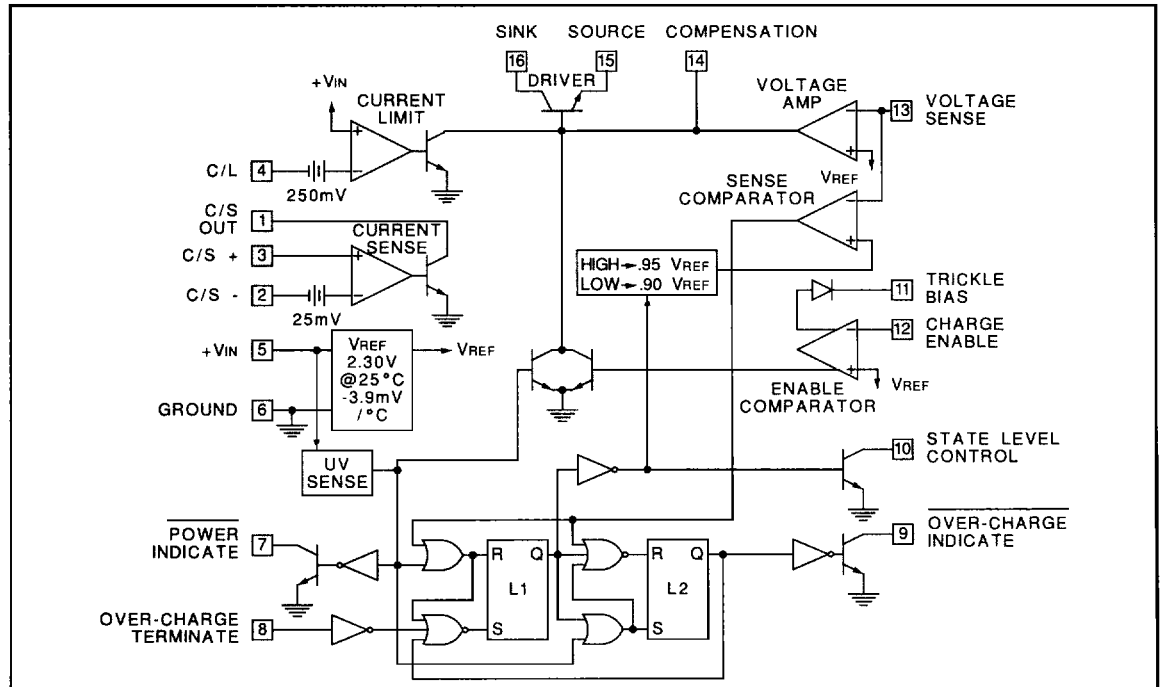 SINK SOURCE COMPENSATION
16 15 14
DRIVER
+VIN
CURRENT
LIMIT
VOLTAGE
AMP
13 VOLTAGE
SENSE
+
-
-
+
C/L 4
250mV
VREF
SENSE
COMPARATOR
C/S
OUT 1
CURRENT
SENSE
C/S + 3
+
-
C/S - 2
25mV
-
+
HIGH→.95 VREF
LOW→.90 VREF
11 TRICKLE
BIAS
12 CHARGE
ENABLE
-
+
VREF
ENABLE
COMPARATOR
+VIN 5
VREF
2.30V
@25°C
-3.9mV
/°C
VREF
GROUND 6
UV
SENSE
10 STATE LEVEL
CONTROL
POWER
INDICATE 7
9 OVER-CHARGE
INDICATE
R Q
L1
S
R Q
L2
S
OVER-CHARGE
TERMINATE 8